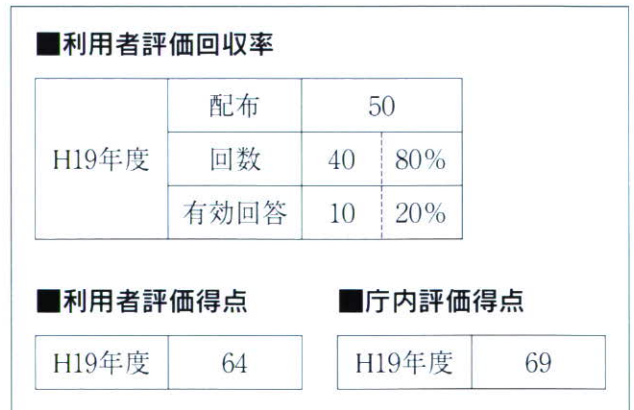 ■利用者評価回収率
配布 50
H19年度 回数 40 80%
有効回答 10 20%
■利用者評価得点 ■庁内評価得点
H19年度 64 H19年度 69